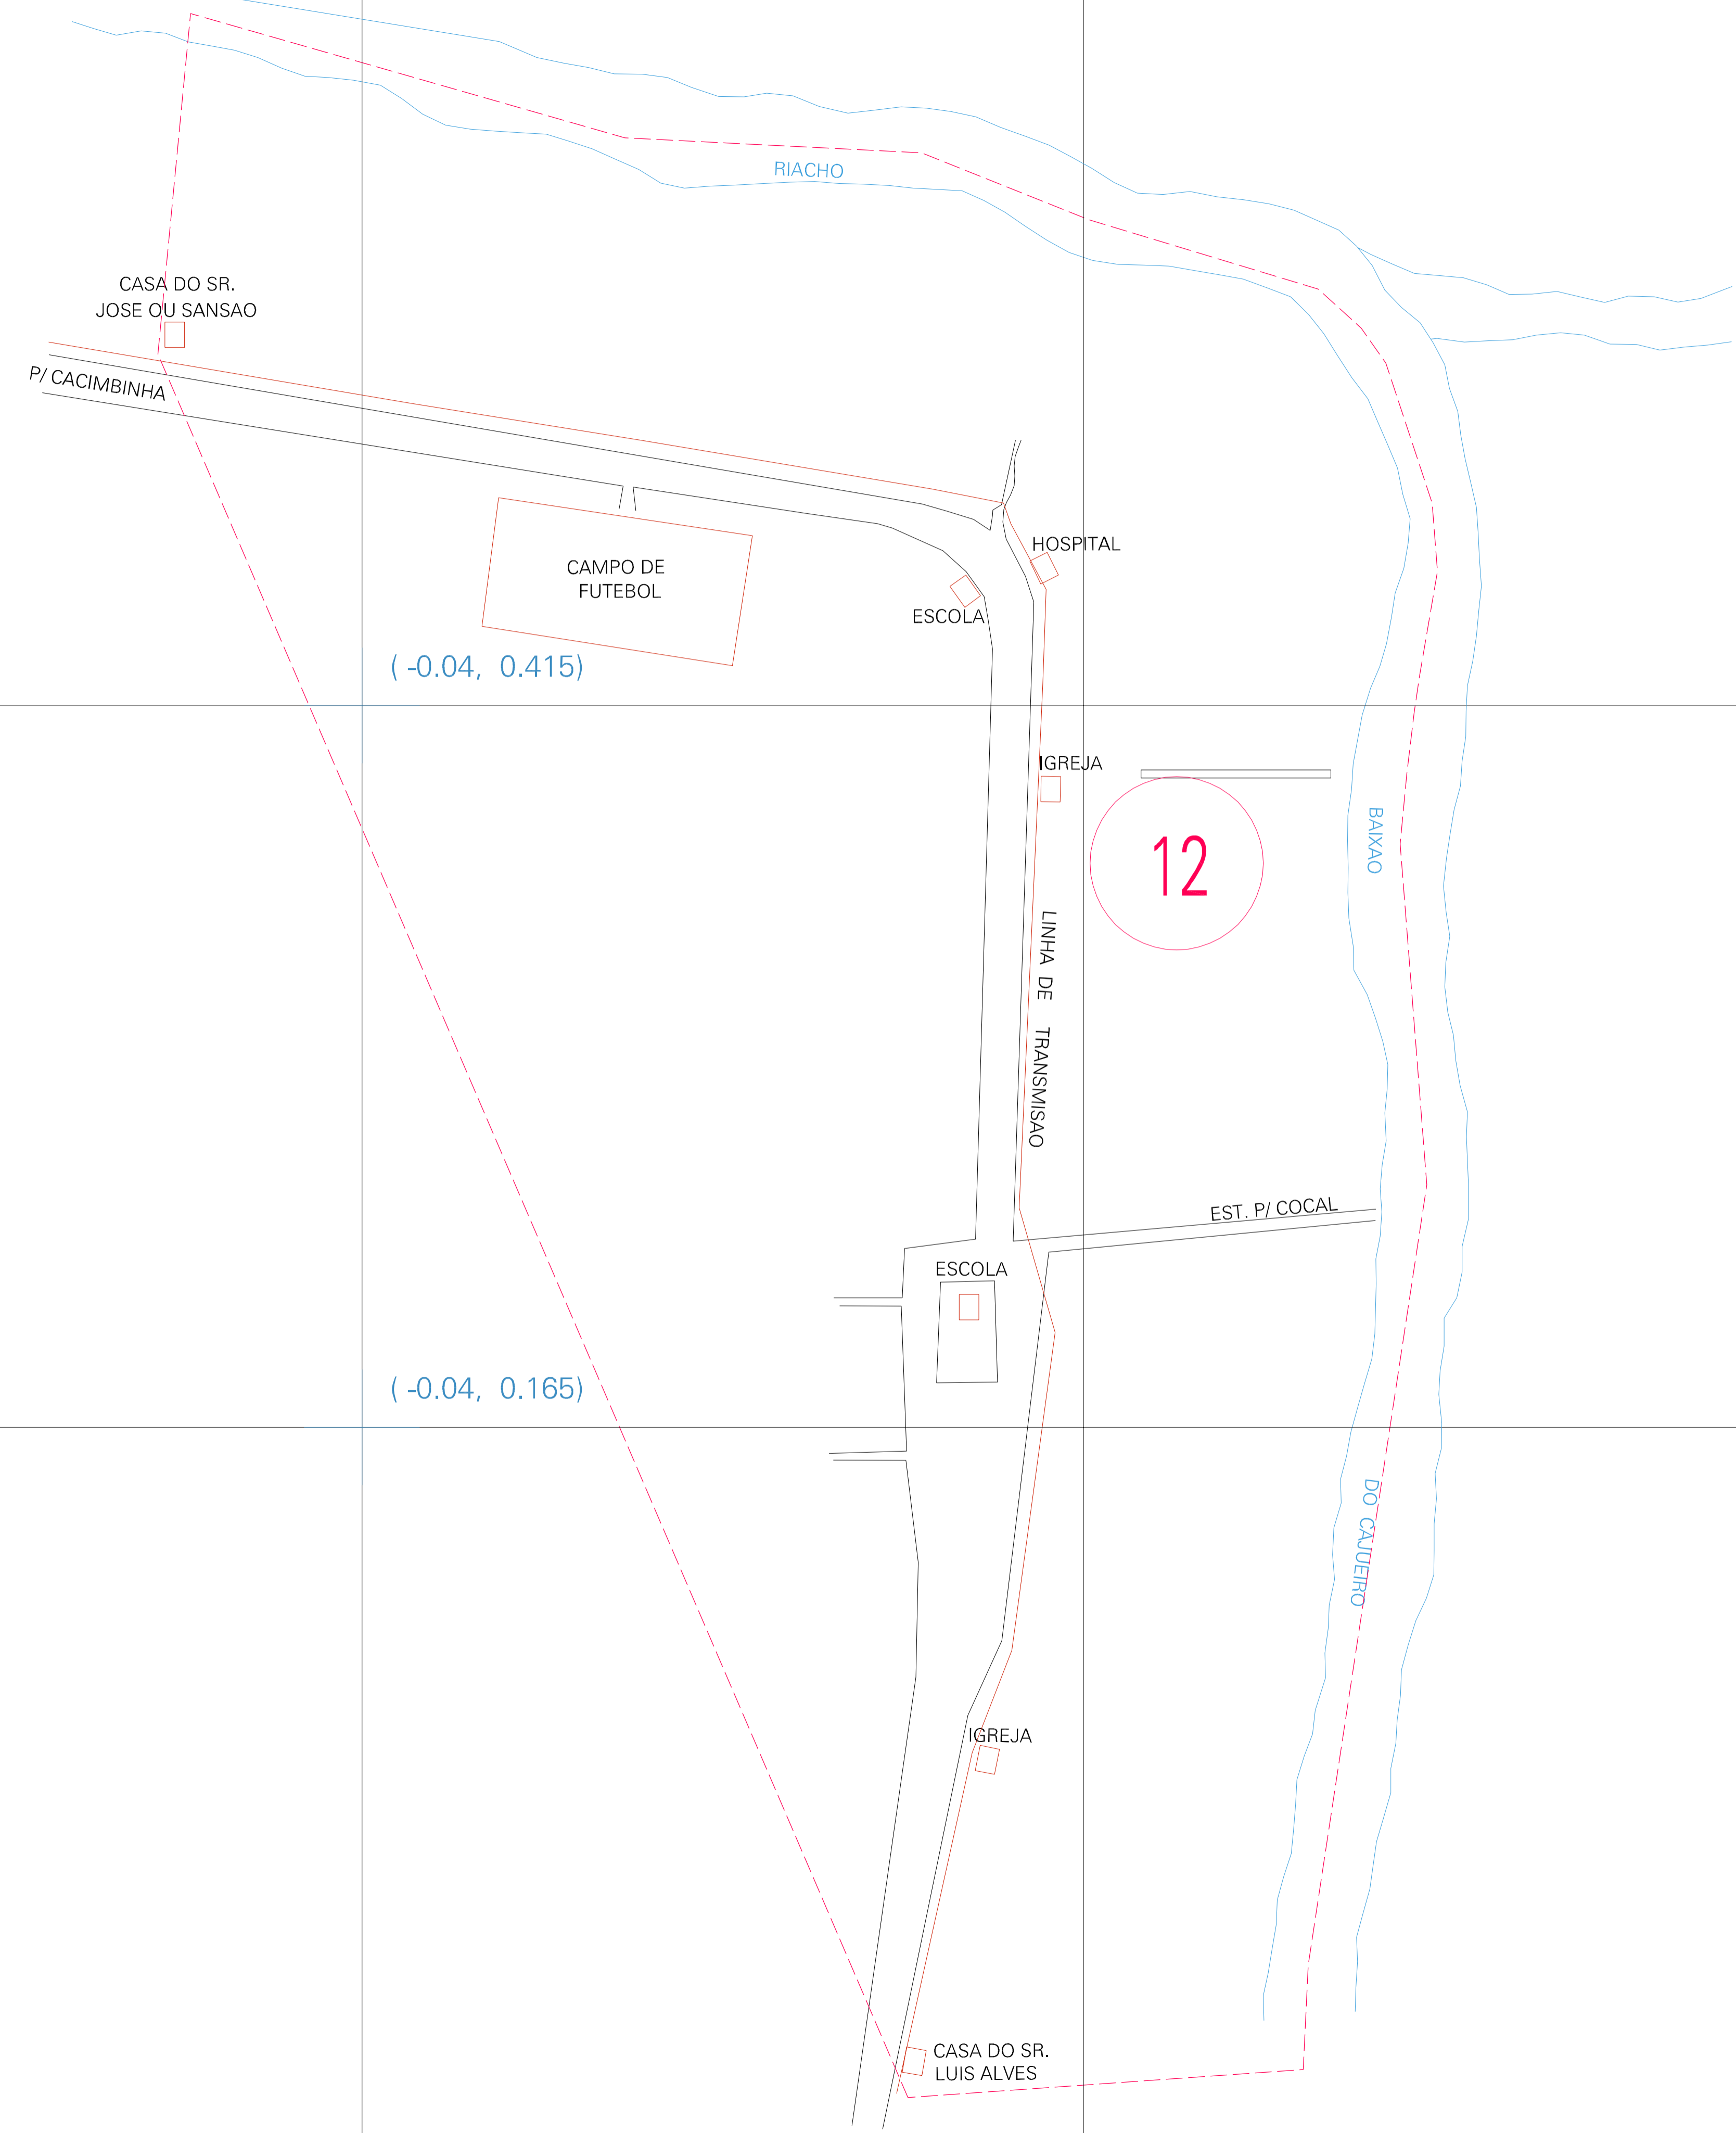 RIACHO
CASA DO SR.
JOSE OU SANSAO
P/ CACIMBINHA
HOSPITAL
CAMPO DE
FUTEBOL
ESCOLA
( -0.04, 0.415)
IGREJA
12
BAIXAO
LINHA DE TRANSMISAO
EST. P/ COCAL
ESCOLA
( -0.04, 0.165)
DO CAJUEIRO
IGREJA
CASA DO SR.
LUIS ALVES